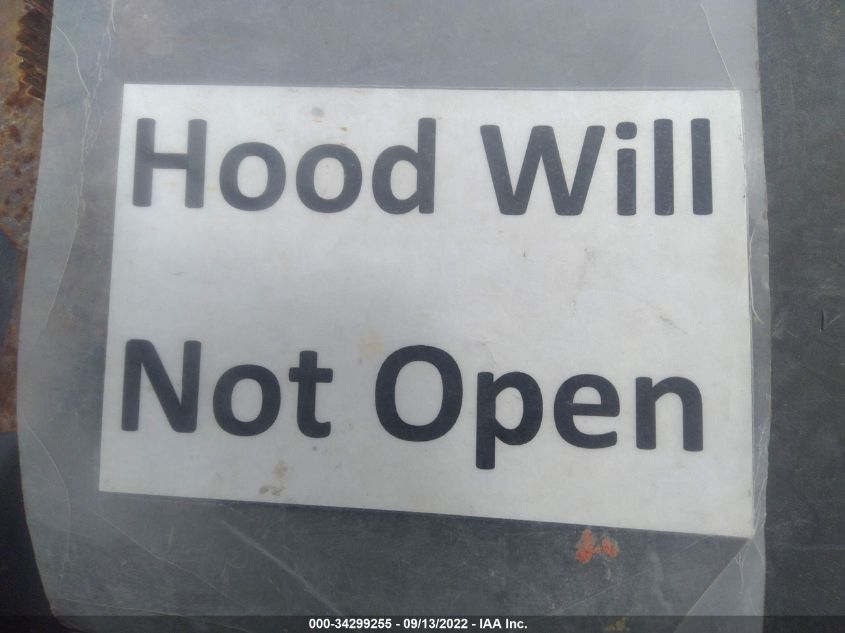 Hood Will
Not Open
000-34299255 - 09/13/2022 - IAA Inc.